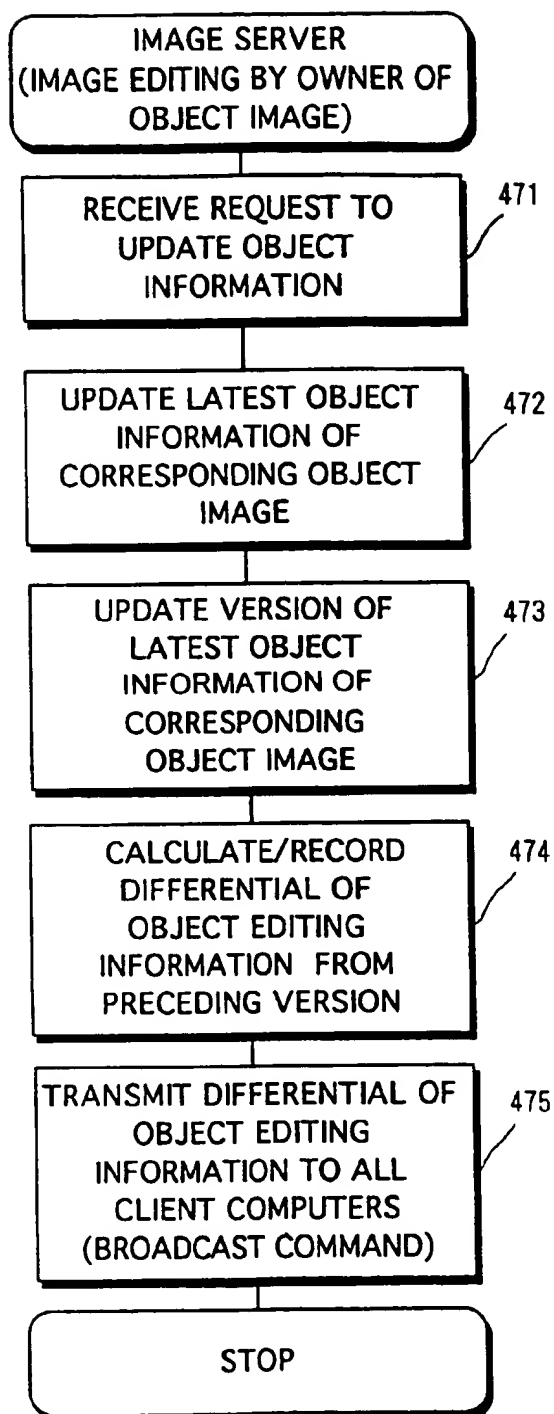 IMAGE SERVER
(IMAGE EDITING BY OWNER OF
OBJECT IMAGE)
RECEIVE REQUEST TO
UPDATE OBJECT
INFORMATION
471
UPDATE LATEST OBJECT
INFORMATION OF
CORRESPONDING OBJECT
IMAGE
472
UPDATE VERSION OF
LATEST OBJECT
INFORMATION OF
CORRESPONDING
OBJECT IMAGE
473
CALCULATE/RECORD
DIFFERENTIAL OF
OBJECT EDITING
INFORMATION FROM
PRECEDING VERSION
474
TRANSMIT DIFFERENTIAL OF
OBJECT EDITING
INFORMATION TO ALL
CLIENT COMPUTERS
(BROADCAST COMMAND)
475
STOP